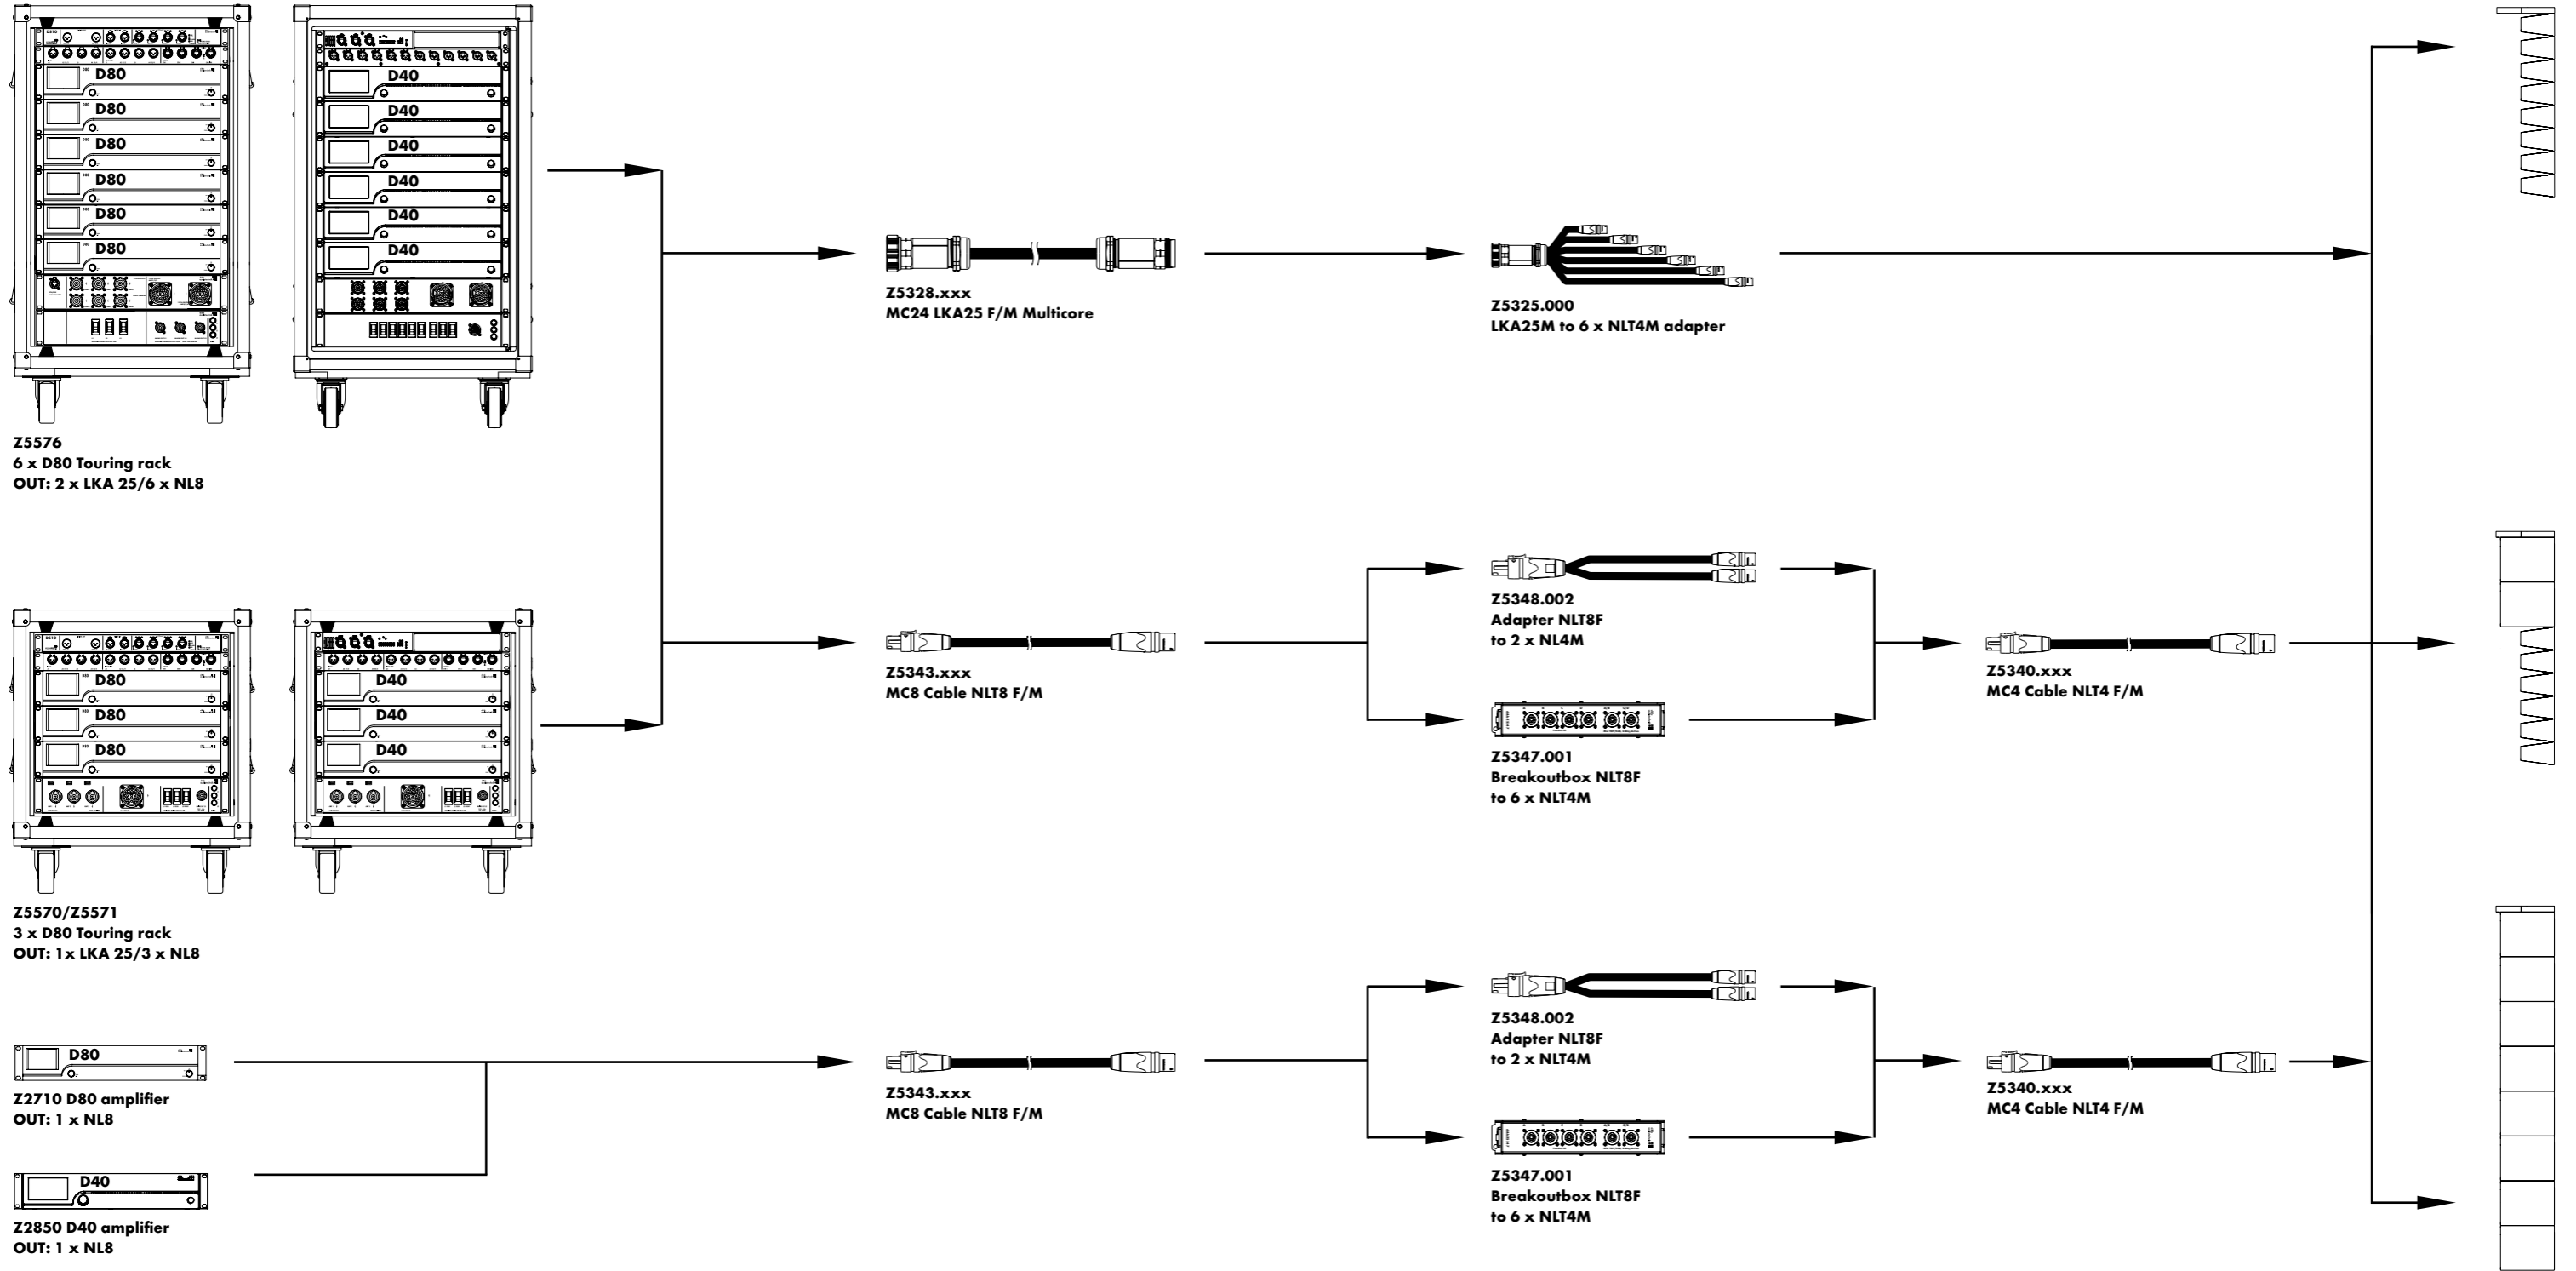 D80
D80
D80
D80
D80
D80
D40
D40
D40
D40
D40
D40
Z5576
6 x D80 Touring rack
OUT: 2 x LKA 25/6 x NL8
Z5328.xxx
MC24 LKA25 F/M Multicore
Z5325.000
LKA25M to 6 x NLT4M adapter
D80
D80
D80
D40
D40
D40
Z5570/Z5571
3 x D80 Touring rack
OUT: 1x LKA 25/3 x NL8
Z5343.xxx
MC8 Cable NLT8 F/M
Z5348.002
Adapter NLT8F
to 2 x NL4M
Z5347.001
Breakoutbox NLT8F
to 6 x NLT4M
Z5340.xxx
MC4 Cable NLT4 F/M
D80
Z2710 D80 amplifier
OUT: 1 x NL8
D40
Z2850 D40 amplifier
OUT: 1 x NL8
Z5343.xxx
MC8 Cable NLT8 F/M
Z5348.002
Adapter NLT8F
to 2 x NLT4M
Z5347.001
Breakoutbox NLT8F
to 6 x NLT4M
Z5340.xxx
MC4 Cable NLT4 F/M